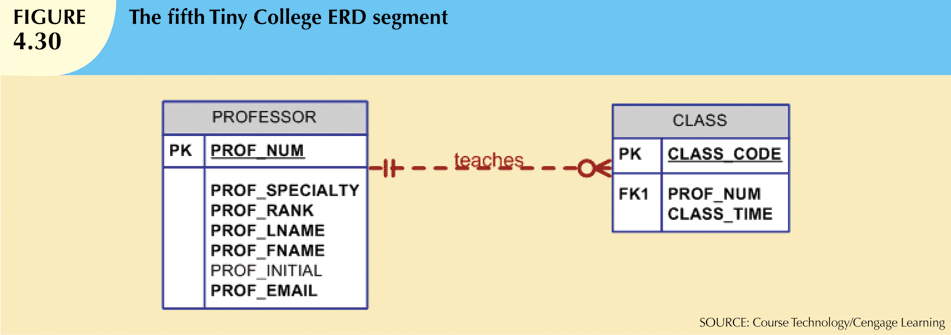 FIGURE
4.30
The fifth Tiny College ERD segment
PROFESSOR
PK PROF_NUM
PROF_SPECIALTY
PROF_RANK
PROF_LNAME
PROF_FNAME
PROF_INITIAL
PROF_EMAIL
teaches
CLASS
PK CLASS_CODE
FK1 PROF_NUM
CLASS_TIME
SOURCE: Course Technology/Cengage Learning